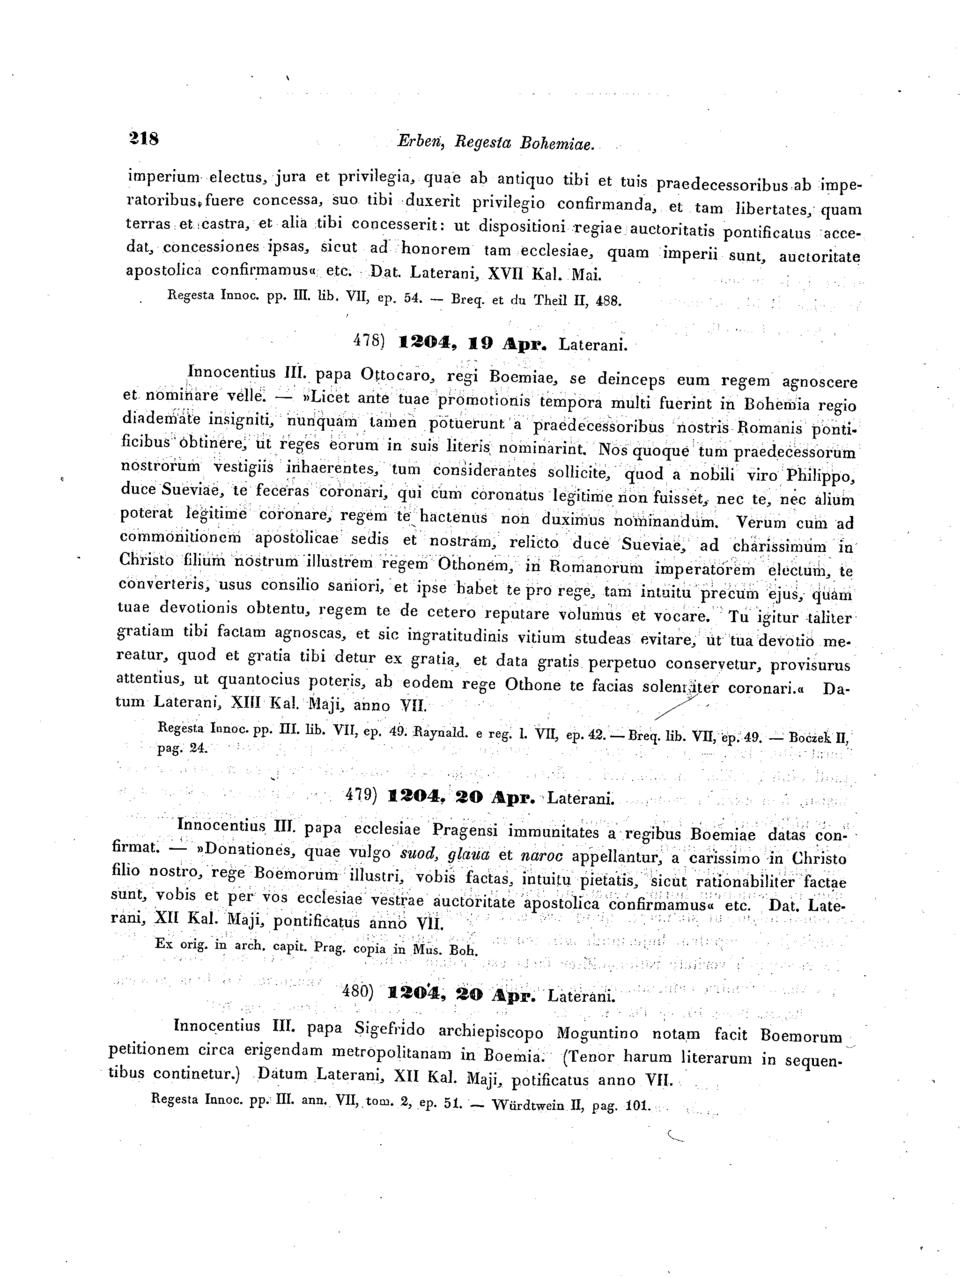 218
Erben, Regesta Bohemiae.
imperium electus, jura et privilegia, quae ab antiquo tibi et tuis praedecessoribus ab impe-
ratoribus, fuere concessa, suo tibi duxerit privilegio confirmanda, et tam libertates, quam
terras et castra, et alia tibi concesserit: ut dispositioni regiae auctoritatis pontificatus acce-
dat, concessiones ipsas, sicut ad honorem tam ecclesiae, quam imperii sunt, auctoritate
apostolica confirmamus« etc. Dat. Laterani, XVII Kal. Mai.
Regesta Innoc. pp. III. lib. VII, ep. 54. — Breq. et du Theil II, 488.
478) 1204, 19 Apr. Laterani.
Innocentius III. papa Ottocaro, regi Boemiae, se deinceps eum regem agnoscere
et nominare velle. — »Licet ante tuae promotionis tempora multi fuerint in Bohemia regio
diademate insigniti, nunquam tamen potuerunt a praedecessoribus nostris Romanis ponti-
ficibus obtinere, ut reges eorum in suis literis nominarint. Nos quoque tum praedecessorum
nostrorum vestigiis inhaerentes, tum considerantes sollicite, quod a nobili viro Philippo,
duce Sueviae, te feceras coronari, qui cum coronatus legitime non fuisset, nec te, nec alium
poterat legitime coronare, regem te hactenus non duximus nominandum. Verum cum ad
commonitionem apostolicae sedis et nostram, relicto duce Sueviae, ad charissimum in
Christo filium nostrum illustrem regem Othonem, in Romanorum imperatorem electum, te
converteris, usus consilio saniori, et ipse habet te pro rege, tam intuitu precum ejus, quam
tuae devotionis obtentu, regem te de cetero reputare volumus et vocare. Tu igitur taliter
gratiam tibi factam agnoscas, et sic ingratitudinis vitium studeas evitare, ut tua devotio me-
reatur, quod et gratia tibi detur ex gratia, et data gratis perpetuo conservetur, provisurus
attentius, ut quantocius poteris, ab eodem rege Othone te facias solemniter coronari.« Da-
tum Laterani, XIII Kal. Maji, anno VII.
Regesta Innoc. pp. III. lib. VII, ep. 49. Raynald. e reg. l. VII, ep. 42. — Breq. lib. VII, ep. 49. — Boczek II,
pag. 24.
479) 1204, 20 Apr. Laterani.
Innocentius III. papa ecclesiae Pragensi immunitates a regibus Boemiae datas con-
firmat. — »Donationes, quae vulgo suod, glaua et naroc appellantur, a carissimo in Christo
filio nostro, rege Boemorum illustri, vobis factas, intuitu pietatis, sicut rationabiliter factae
sunt, vobis et per vos ecclesiae vestrae auctoritate apostolica confirmamus« etc. Dat. Late-
rani, XII Kal. Maji, pontificatus anno VII.
Ex orig. in arch. capit. Prag. copia in Mus. Boh.
480) 1204, 20 Apr. Laterani.
Innocentius III. papa Sigefrido archiepiscopo Moguntino notam facit Boemorum
petitionem circa erigendam metropolitanam in Boemia. (Tenor harum literarum in sequen-
tibus continetur.) Datum Laterani, XII Kal. Maji, potificatus anno VII.
Regesta Innoc. pp. III. ann. VII, tom. 2, ep. 51. — Würdtwein II, pag. 101.